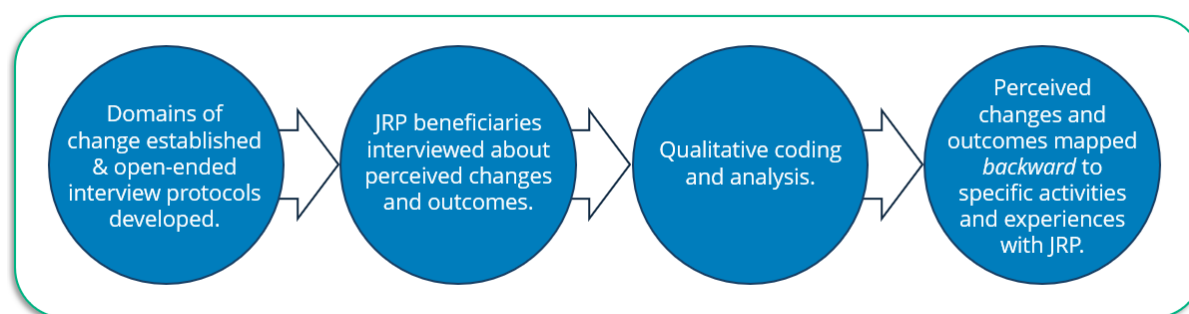 Domains of
change established
& open-ended
interview protocols
developed.
JRP beneficiaries
interviewed about
perceived changes
and outcomes.
Qualitative coding
and analysis.
Perceived
changes and
outcomes mapped
backward to
specific activities
and experiences
with JRP.